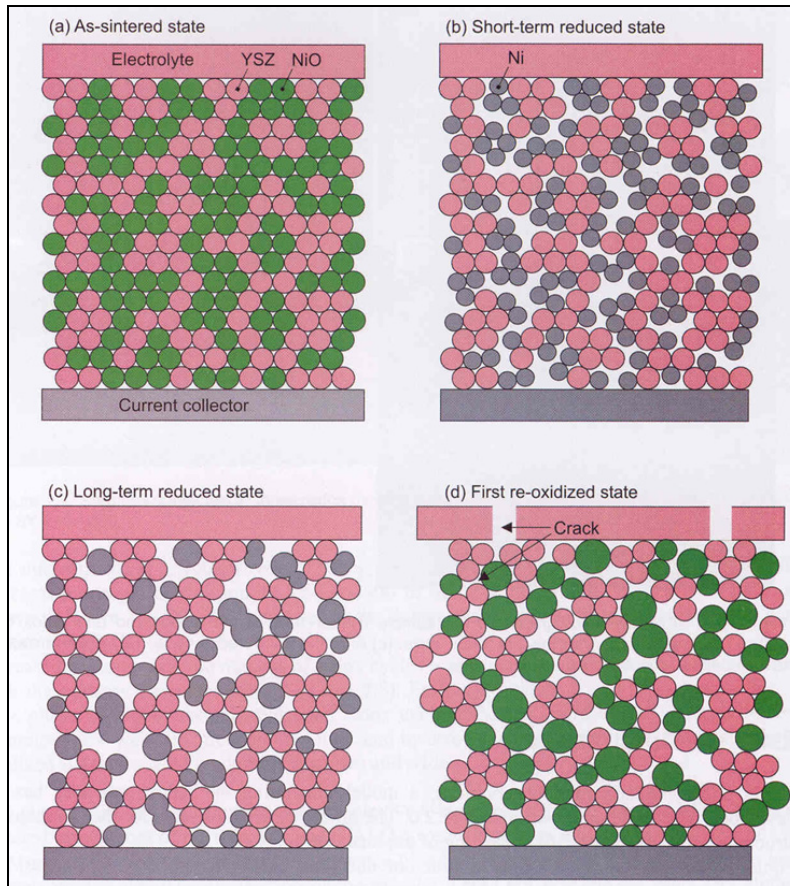 (a) As-sintered state
Electrolyte YSZ NiO
Current collector
(b) Short-term reduced state
Ni
(c) Long-term reduced state
(d) First re-oxidized state
Crack